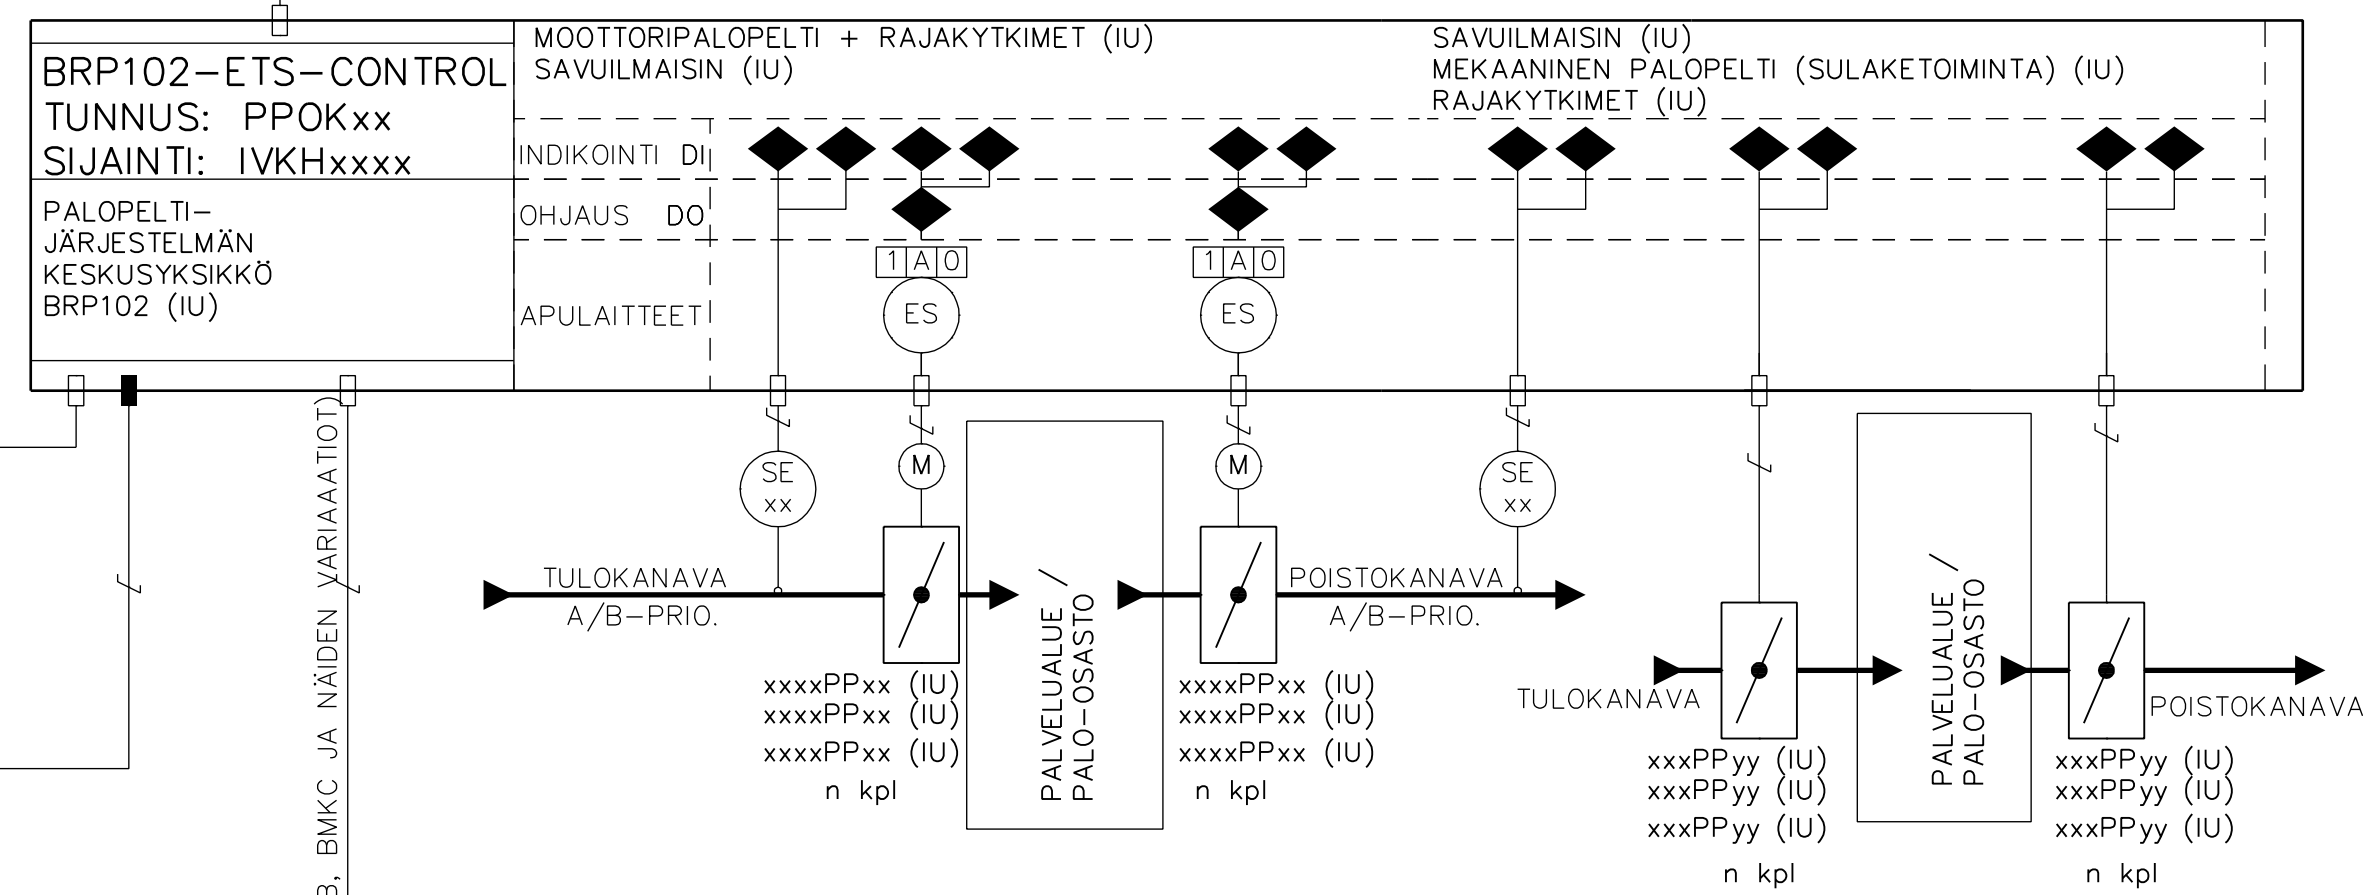 BRP102-ETS-CONTROL
TUNNUS: PPOKxx
SIJAINTI: IVKHxxxx
PALOPELTI-
JÄRJESTELMÄN
KESKUSYKSIKKÖ
BRP102 (IU)
MOOTTORIPALOPELTI + RAJAKYTKIMET (IU)
SAVUILMAISIN (IU)
SAVUILMAISIN (IU)
MEKAANINEN PALOPELTI (SULAKETOIMINTA) (IU)
RAJAKYTKIMET (IU)
INDIKOINTI DI
OHJAUS DO
APULAITTEET
1 A 0
ES
1 A 0
ES
SE
xx
M
M
SE
xx
B, BMKC JA NÄIDEN VARIAAATIOT)
TULOKANAVA
A/B-PRIO.
POISTOKANAVA
A/B-PRIO.
PALVELUALUE /
PALO-OSASTO
xxxxPPxx (IU)
xxxxPPxx (IU)
xxxxPPxx (IU)
n kpl
xxxxPPxx (IU)
xxxxPPxx (IU)
xxxxPPxx (IU)
n kpl
TULOKANAVA
PALVELUALUE /
PALO-OSASTO
POISTOKANAVA
xxxPPyy (IU)
xxxPPyy (IU)
xxxPPyy (IU)
n kpl
xxxPPyy (IU)
xxxPPyy (IU)
xxxPPyy (IU)
n kpl